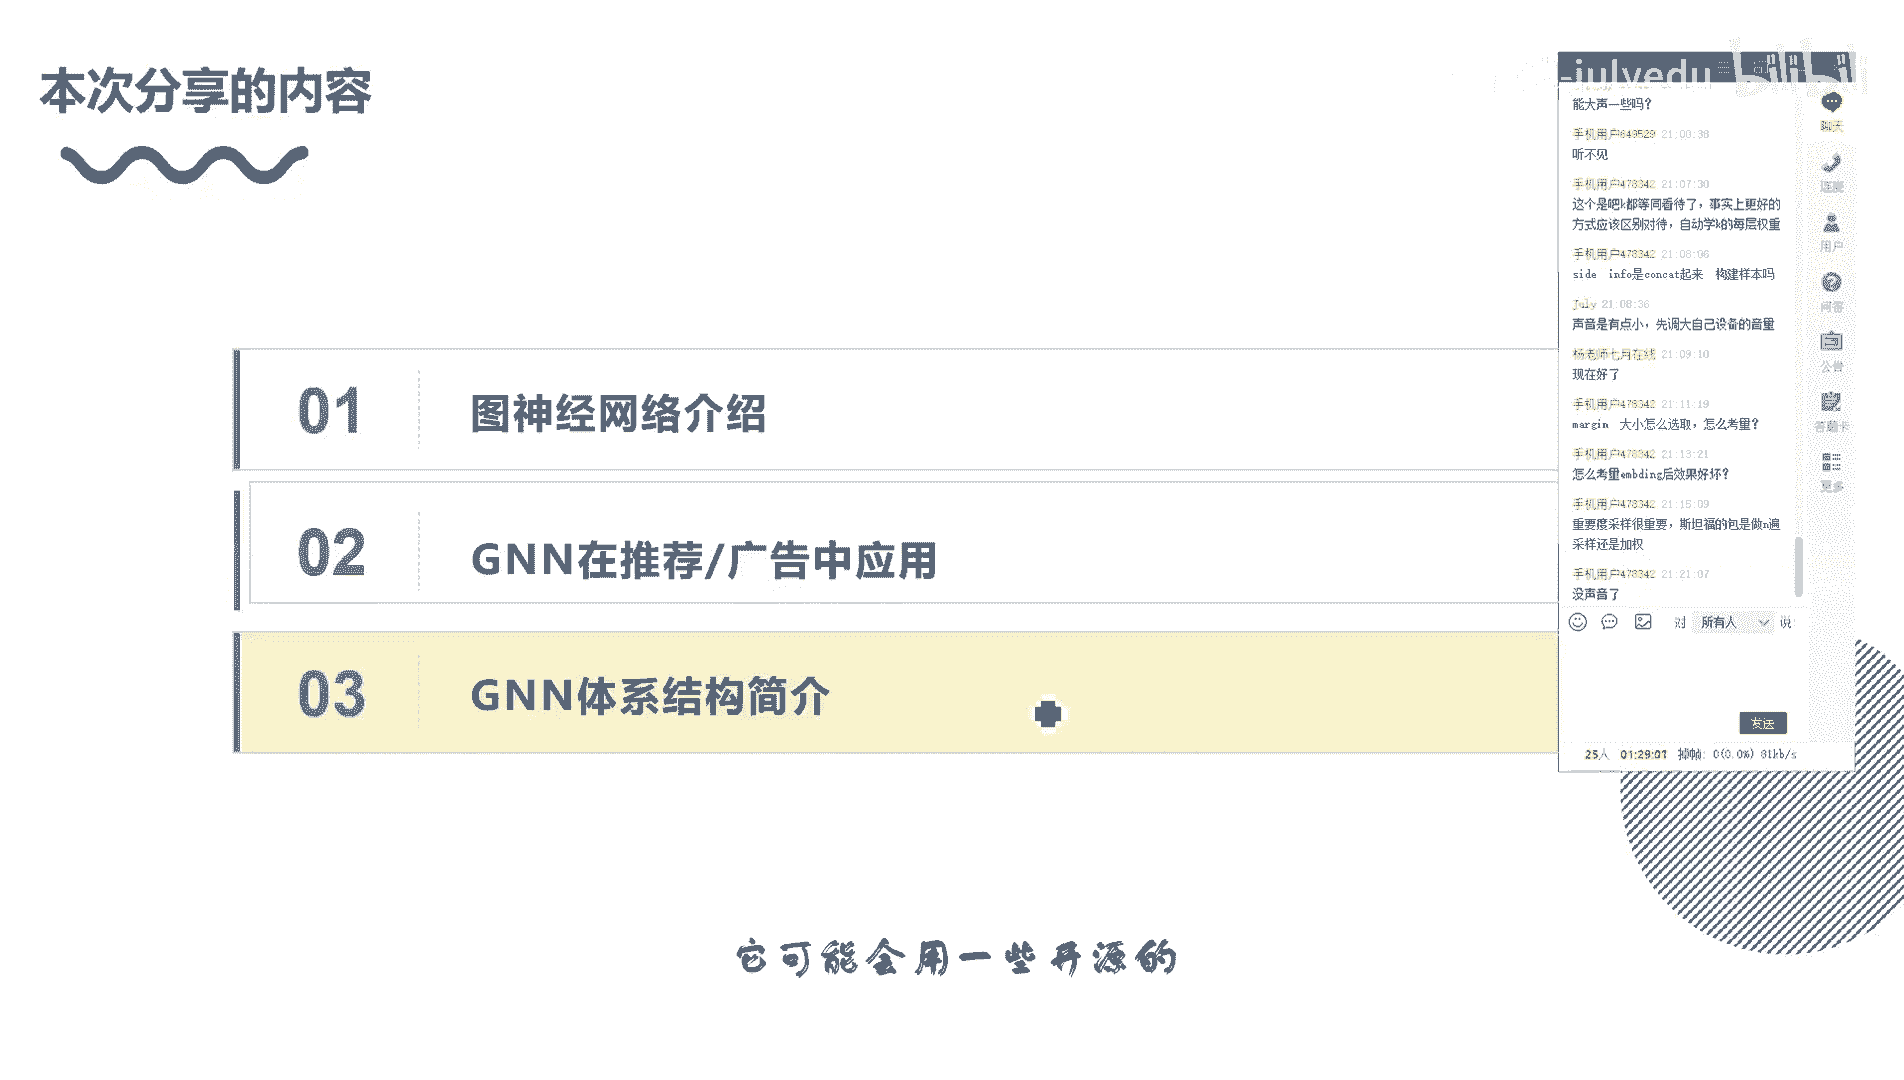 本次分享的内容
-julyedu bilibili
能大声一些吗？
手机用户849529 21:00:38
听不见
手机用户478342 21:07:30
这个是吧k都等同看待了，事实上更好的
方式应该区别对待，自动学k的每层权重
手机用户478342 21:08:06
side info是concat起来 构建样本吗
July 21:08:36
声音是有点小，先调大自己设备的音量
杨老师七月在线 21:09:10
现在好了
手机用户478342 21:11:19
margin 大小怎么选取，怎么考量？
手机用户478342 21:13:21
怎么考量embding后效果好坏？
手机用户478342 21:15:09
重要度采样很重要，斯坦福的包是做n遍
采样还是加权
手机用户478342 21:21:07
没声音了
对 所有人 说:
发送
25人 01:29:07 掉帧: 0(0.0%) 81kb/s
聊天
连麦
用户
问答
公告
答题卡
更多
01 图神经网络介绍
02 GNN在推荐/广告中应用
03 GNN体系结构简介
它可能会用一些开源的